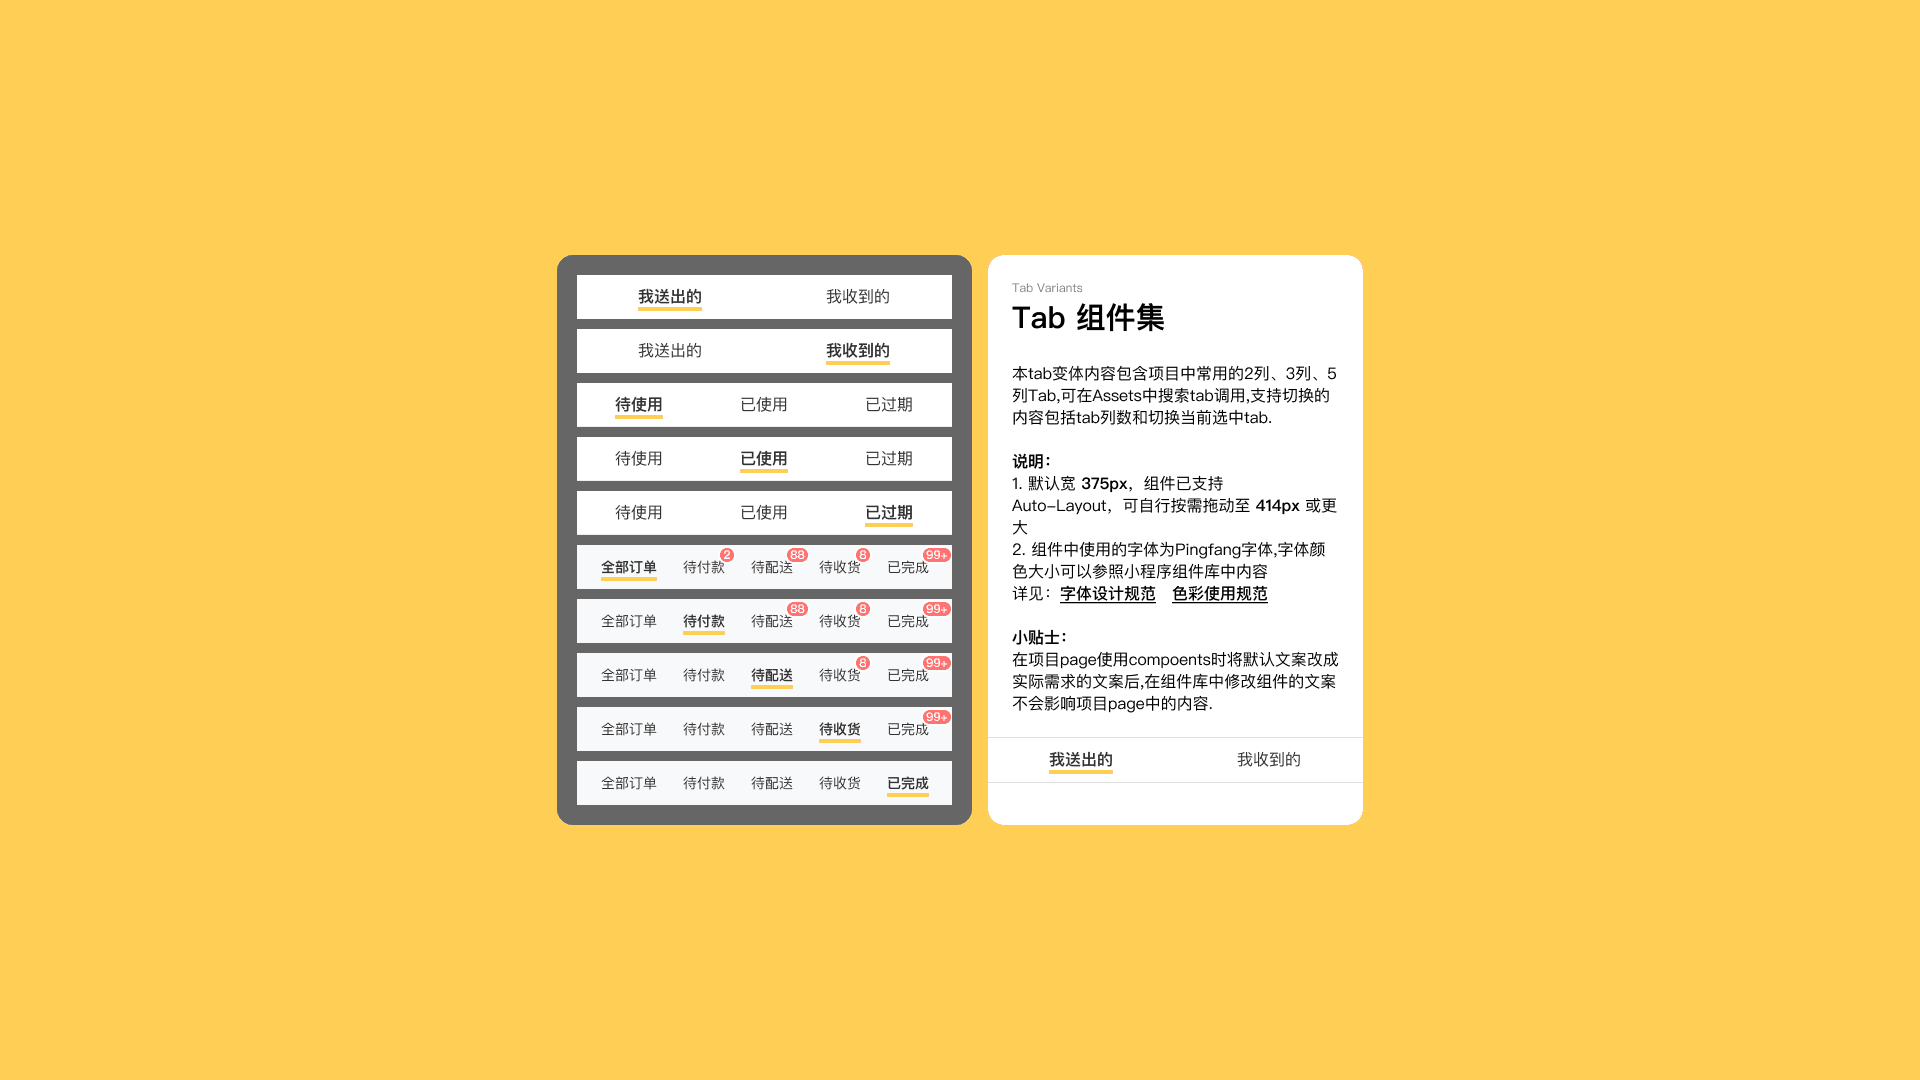 我送出的 我收到的
我送出的 我收到的
待使用 已使用 已过期
待使用 已使用 已过期
待使用 已使用 已过期
全部订单 待付款 2 待配送 88 待收货 8 已完成 99+
全部订单 待付款 待配送 88 待收货 8 已完成 99+
全部订单 待付款 待配送 待收货 8 已完成 99+
全部订单 待付款 待配送 待收货 已完成 99+
全部订单 待付款 待配送 待收货 已完成
Tab Variants
Tab 组件集
本tab变体内容包含项目中常用的2列、3列、5
列Tab,可在Assets中搜索tab调用,支持切换的
内容包括tab列数和切换当前选中tab.
说明：
1. 默认宽 375px，组件已支持
Auto-Layout，可自行按需拖动至 414px 或更
大
2. 组件中使用的字体为Pingfang字体,字体颜
色大小可以参照小程序组件库中内容
详见：字体设计规范 色彩使用规范
小贴士：
在项目page使用compoents时将默认文案改成
实际需求的文案后,在组件库中修改组件的文案
不会影响项目page中的内容.
我送出的 我收到的